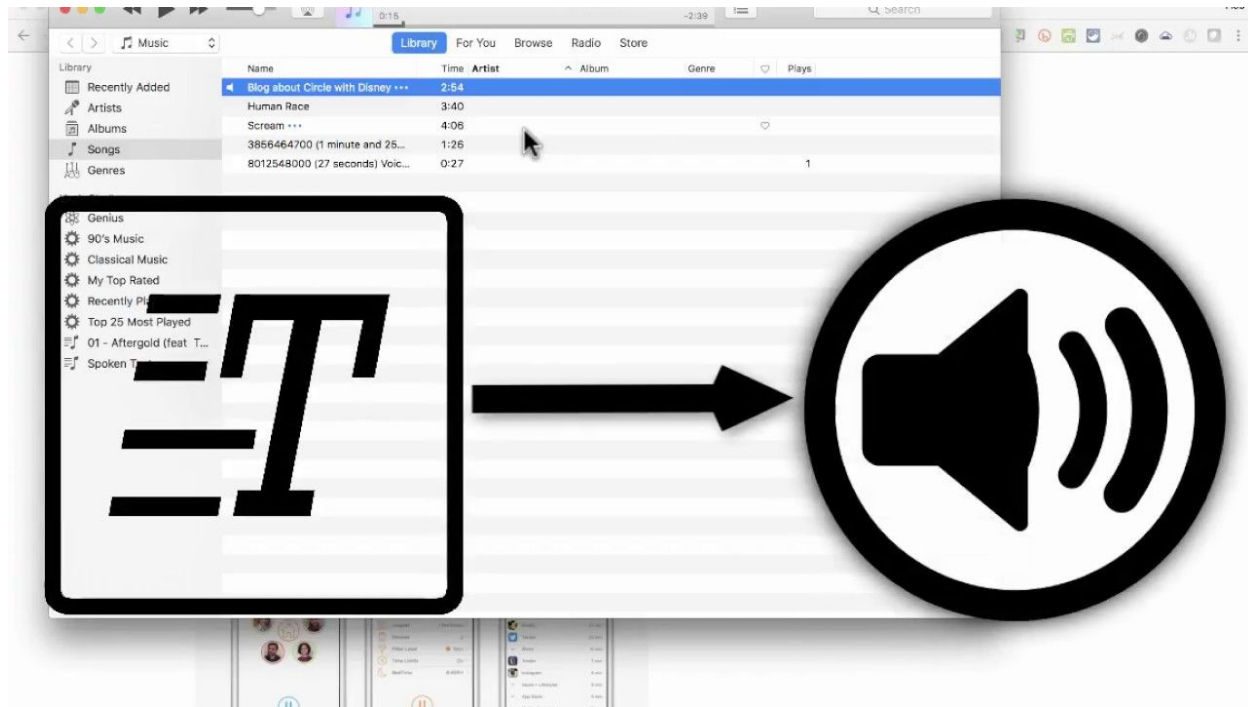 0:15
-2:39
Search
Music
Library For You Browse Radio Store
Library
Recently Added
Artists
Albums
Songs
Genres
Genius
90's Music
Classical Music
My Top Rated
Recently
Top 25 Most Played
01 - Aftergold (feat T...
Spoken
Name Time Artist Album Genre Plays
Blog about Circle with Disney ••• 2:54
Human Race 3:40
Scream ••• 4:06
3856464700 (1 minute and 25... 1:26
8012548000 (27 seconds) Voic... 0:27 1
T